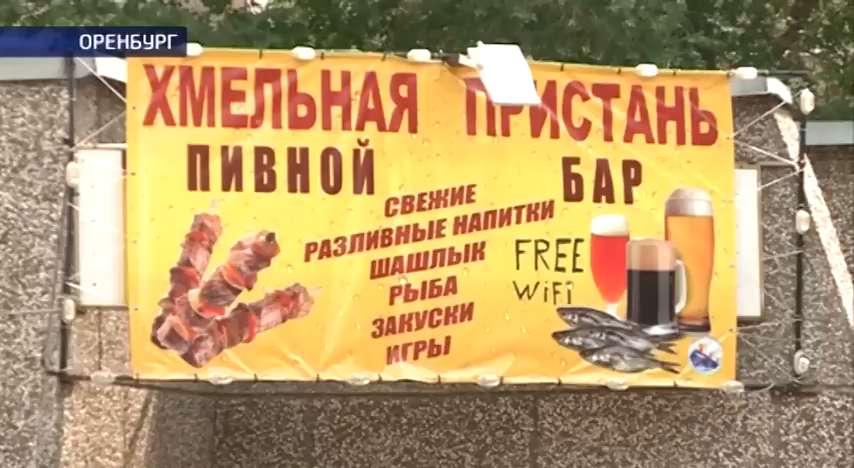 ОРЕНБУРГ
ХМЕЛЬНАЯ ПРИСТАНЬ
ПИВНОЙ БАР
СВЕЖИЕ
РАЗЛИВНЫЕ НАПИТКИ
ШАШЛЫК
РЫБА
ЗАКУСКИ
ИГРЫ
FREE
WiFi